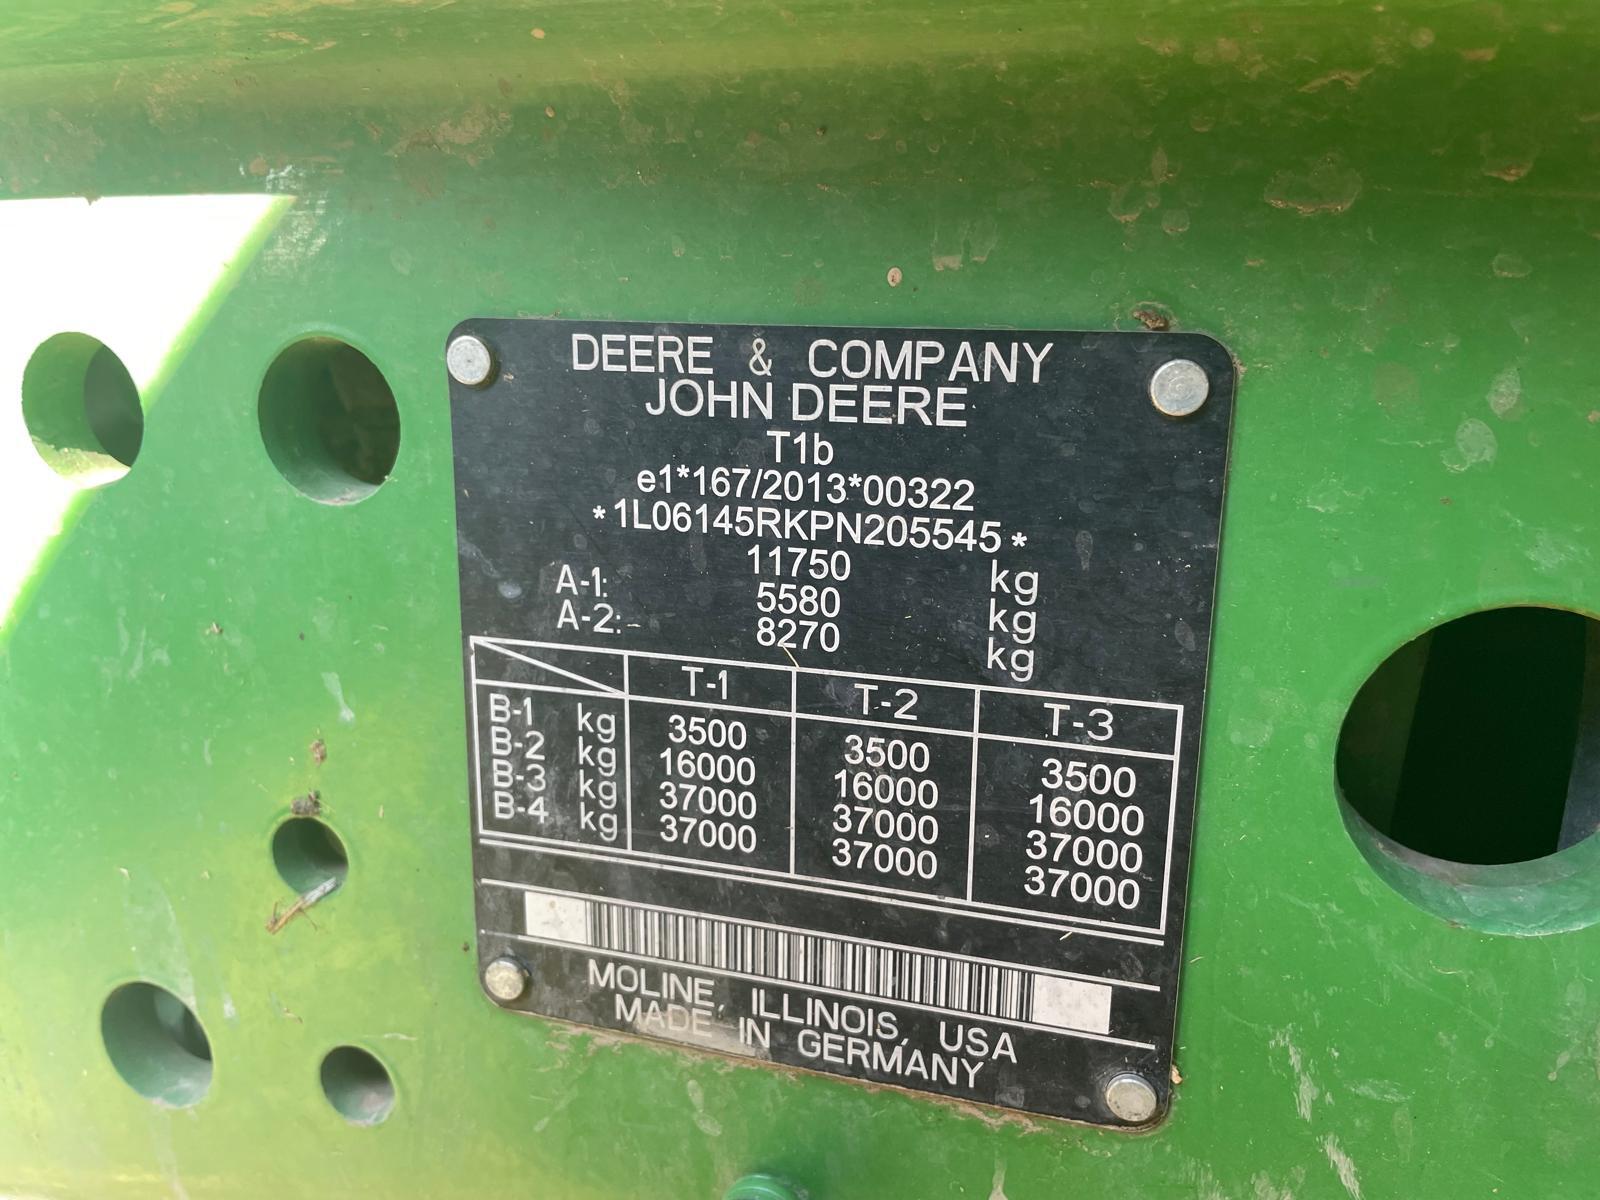 DEERE & COMPANY
JOHN DEERE
T1b
e1*167/2013*00322
*1L06145RKPN205545*
11750 kg
A-1: 5580 kg
A-2: 8270 kg
T-1 T-2 T-3
B-1 kg 3500 3500 3500
B-2 kg 16000 16000 16000
B-3 kg 37000 37000 37000
B-4 kg 37000 37000 37000
MOLINE, ILLINOIS, USA
MADE IN GERMANY